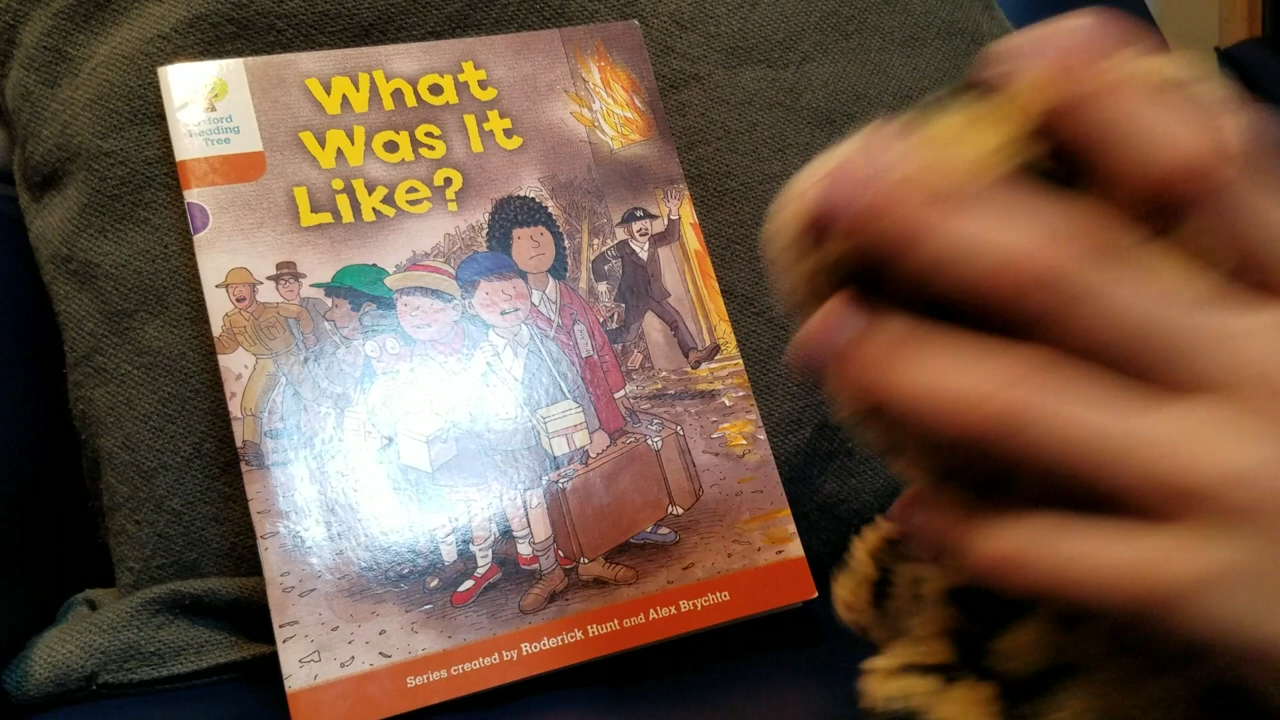 Oxford
Reading
Tree
What
Was It
Like?
W
Series created by Roderick Hunt and Alex Brychta